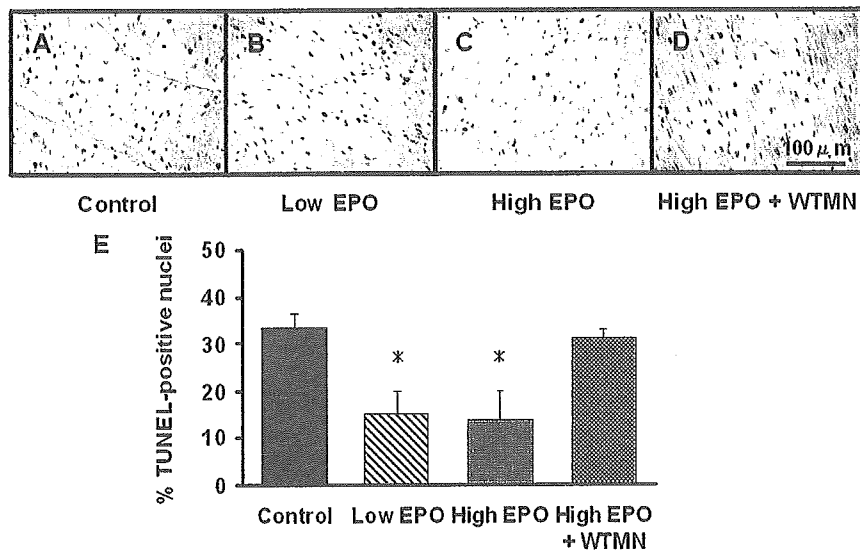 A B C D
100 μm
Control Low EPO High EPO High EPO + WTMN
E
% TUNEL-positive nuclei
50
40
30
20
10
0
* *
Control Low EPO High EPO High EPO
+ WTMN